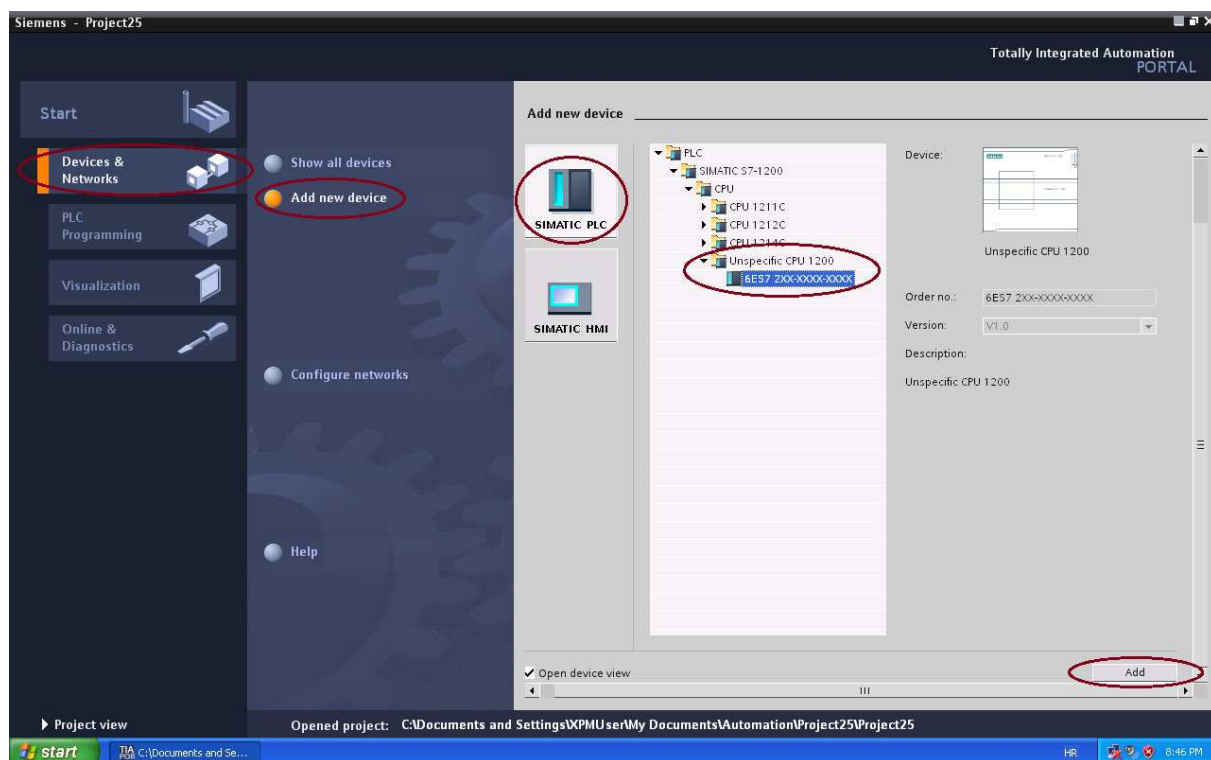 Siemens - Project25
Totally Integrated Automation
PORTAL
Start
Devices &
Networks
PLC
Programming
Visualization
Online &
Diagnostics
Show all devices
Add new device
Configure networks
Help
Add new device
SIMATIC PLC
SIMATIC HMI
PLC
SIMATIC S7-1200
CPU
CPU 1211C
CPU 1212C
CPU 1214C
Unspecific CPU 1200
6ES7 2XX-XXXXX-XXXX
Device:
Unspecific CPU 1200
Order no.: 6ES7 2XX-XXXXX-XXXX
Version: V1.0
Description:
Unspecific CPU 1200
Open device view
Add
Project view
Opened project: C:\Documents and Settings\XPMUser\My Documents\Automation\Project25\Project25
start
TIA C:\Documents and Se...
HR
8:46 PM